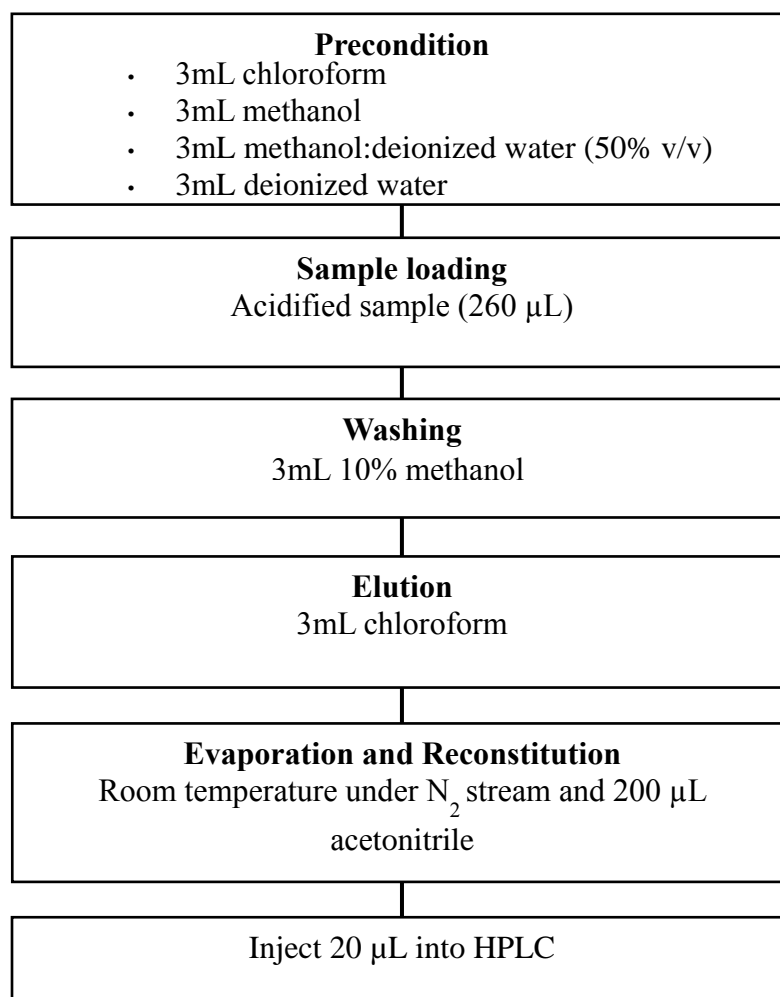 Precondition
· 3mL chloroform
· 3mL methanol
· 3mL methanol:deionized water (50% v/v)
· 3mL deionized water
Sample loading
Acidified sample (260 µL)
Washing
3mL 10% methanol
Elution
3mL chloroform
Evaporation and Reconstitution
Room temperature under N₂ stream and 200 µL
acetonitrile
Inject 20 µL into HPLC